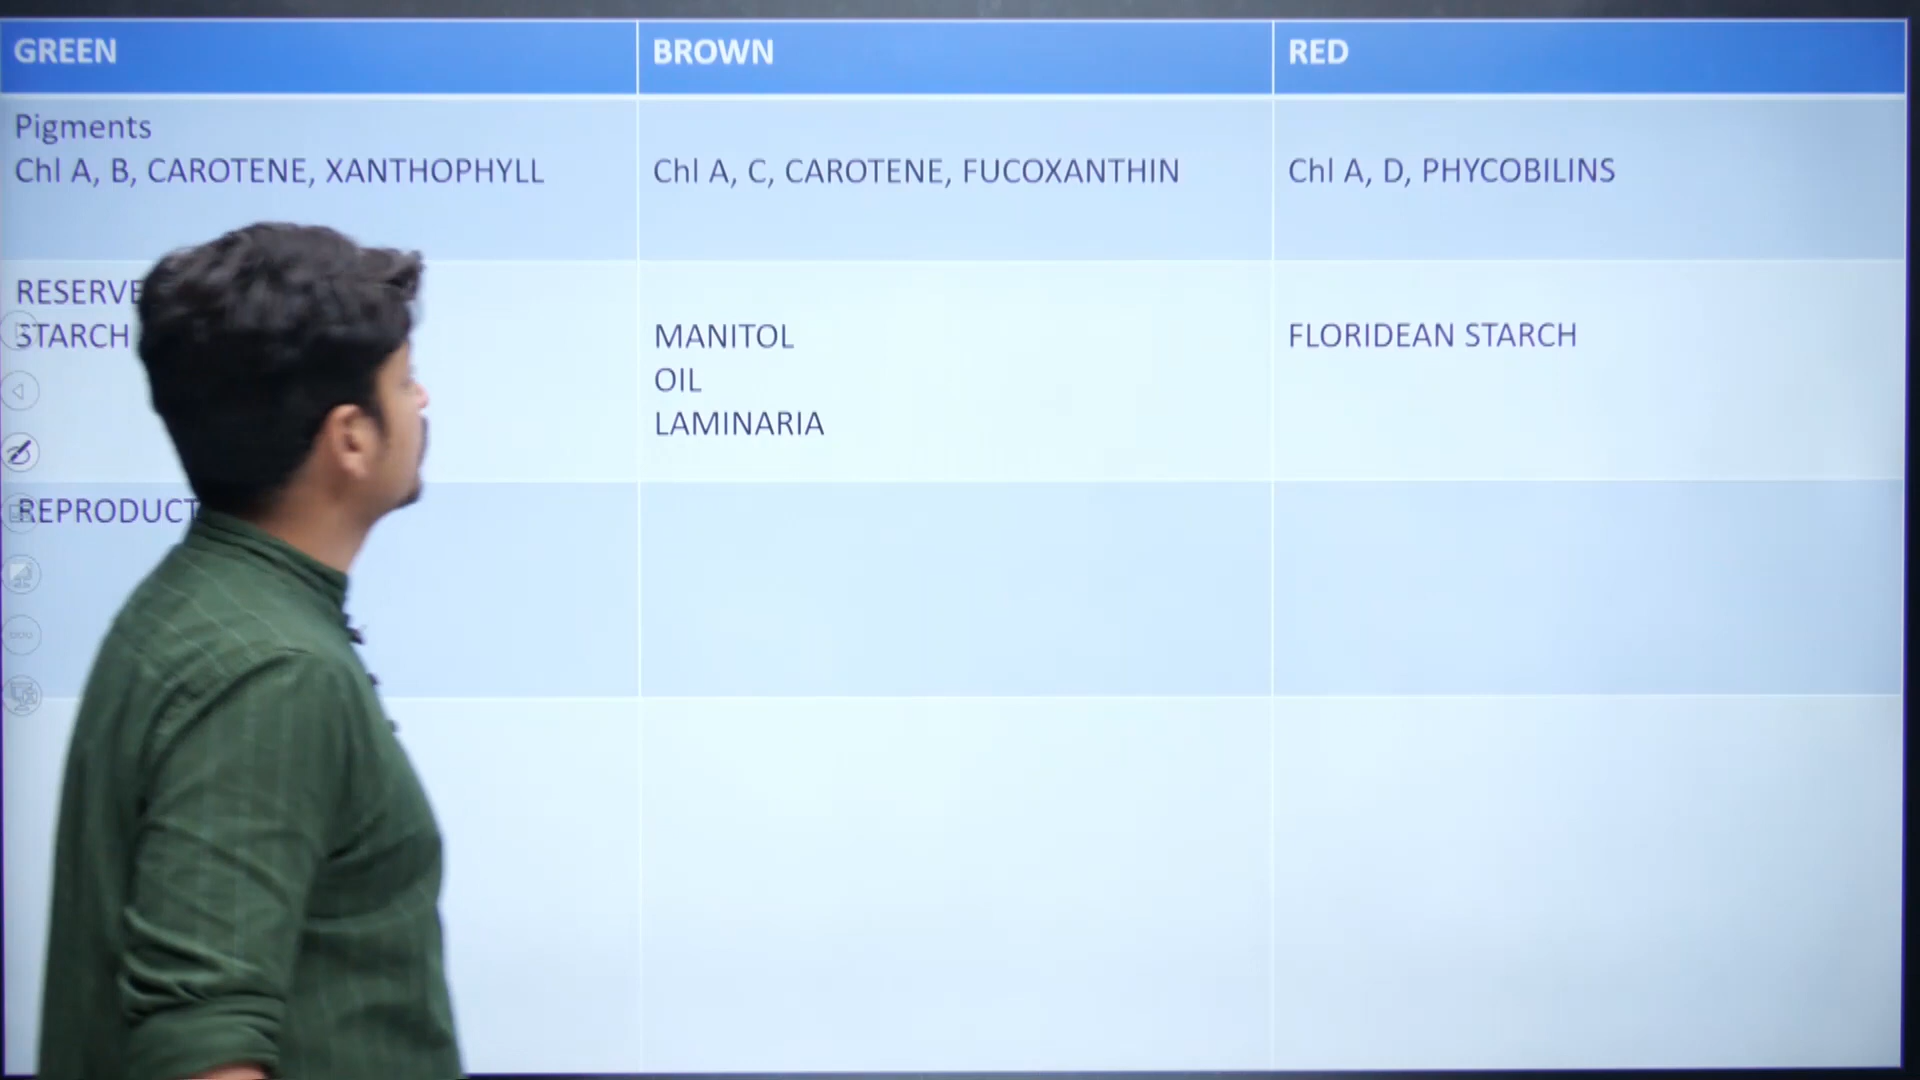 GREEN
BROWN
RED
Pigments
Chl A, B, CAROTENE, XANTHOPHYLL
Chl A, C, CAROTENE, FUCOXANTHIN
Chl A, D, PHYCOBILINS
RESERVE
STARCH
MANITOL
OIL
LAMINARIA
FLORIDEAN STARCH
REPRODUCT